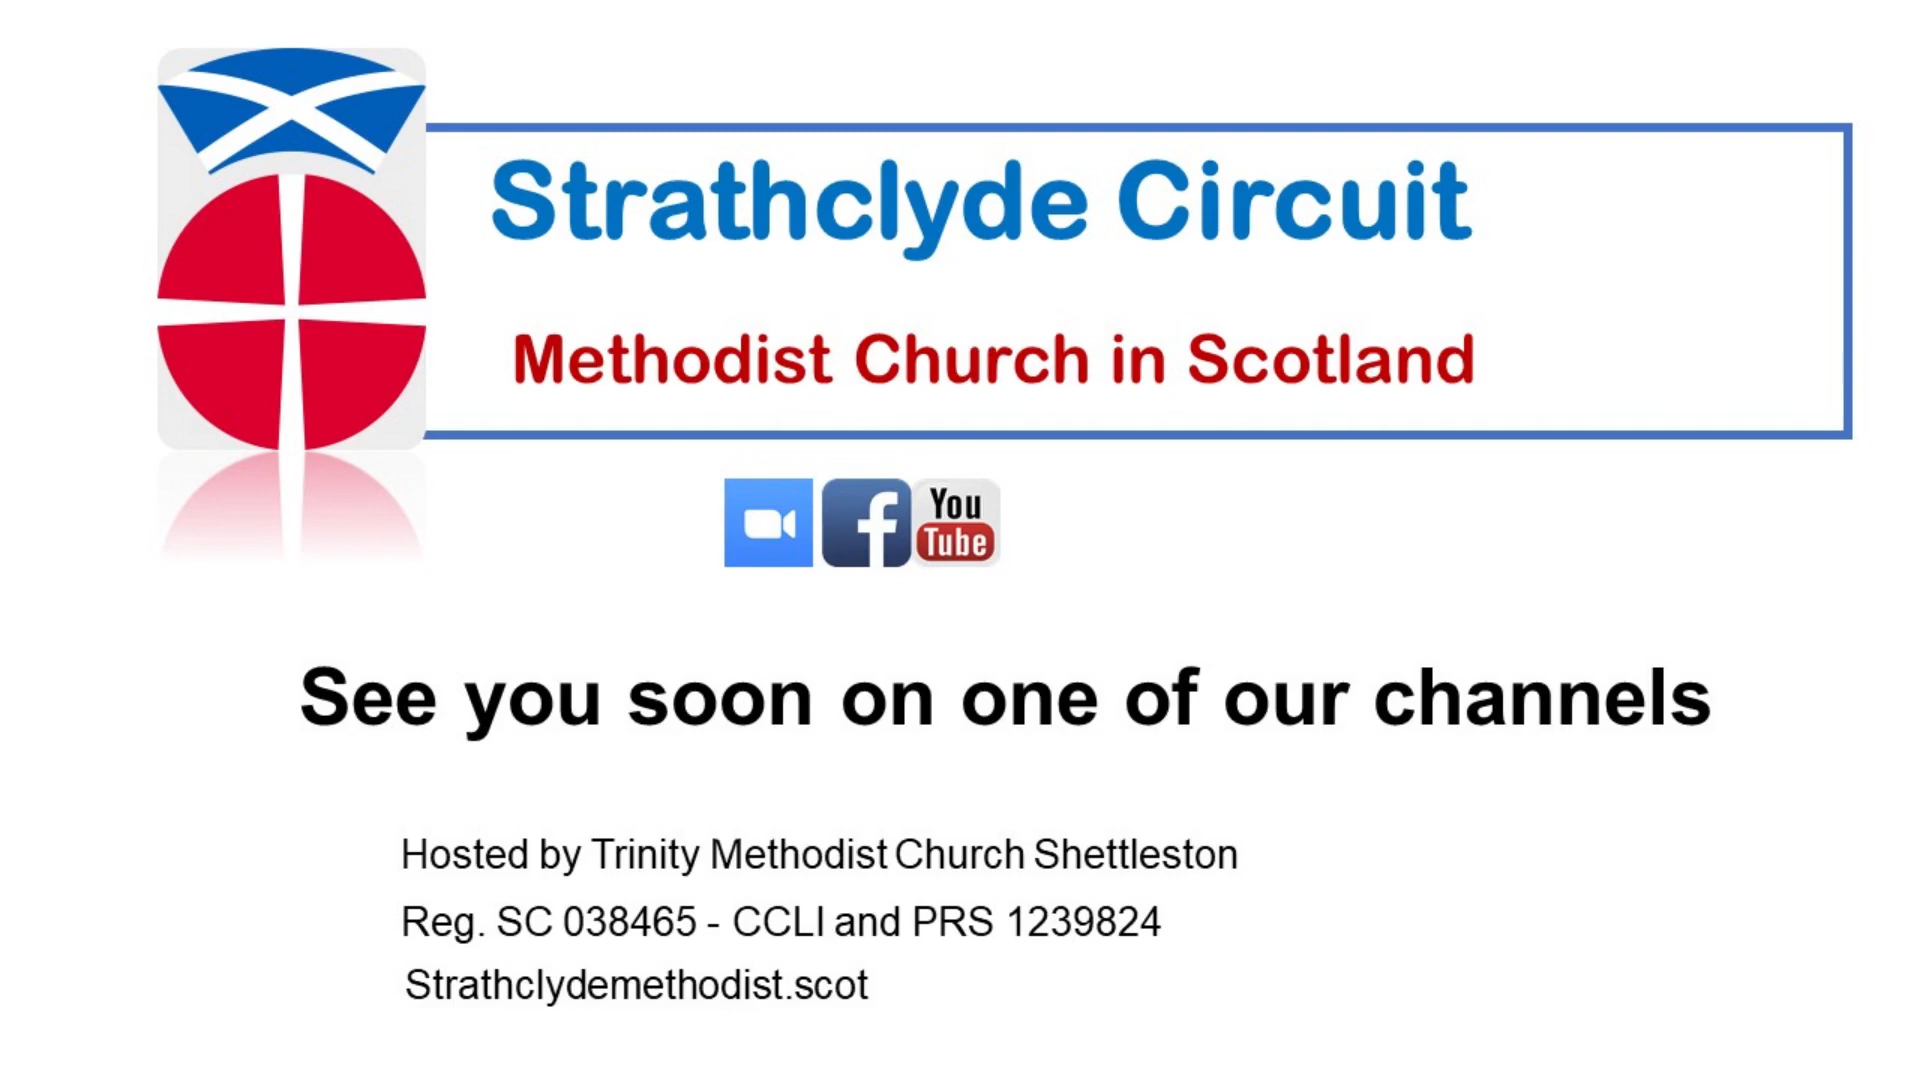 Strathclyde Circuit
Methodist Church in Scotland
You
Tube
See you soon on one of our channels
Hosted by Trinity Methodist Church Shettleston
Reg. SC 038465 - CCLI and PRS 1239824
Strathclydemethodist.scot